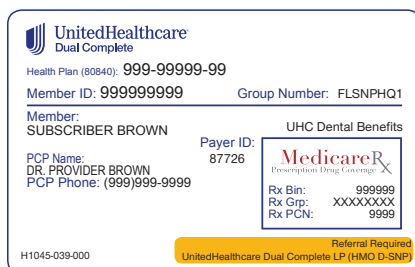 UnitedHealthcare
Dual Complete
Health Plan (80840): 999-99999-99
Member ID: 999999999 Group Number: FLSNPHQ1
Member:
SUBSCRIBER BROWN
UHC Dental Benefits
Payer ID:
87726
PCP Name:
DR. PROVIDER BROWN
PCP Phone: (999)999-9999
MedicareRx
Prescription Drug Coverage
Rx Bin: 999999
Rx Grp: XXXXXXXX
Rx PCN: 9999
Referral Required
H1045-039-000 UnitedHealthcare Dual Complete LP (HMO D-SNP)